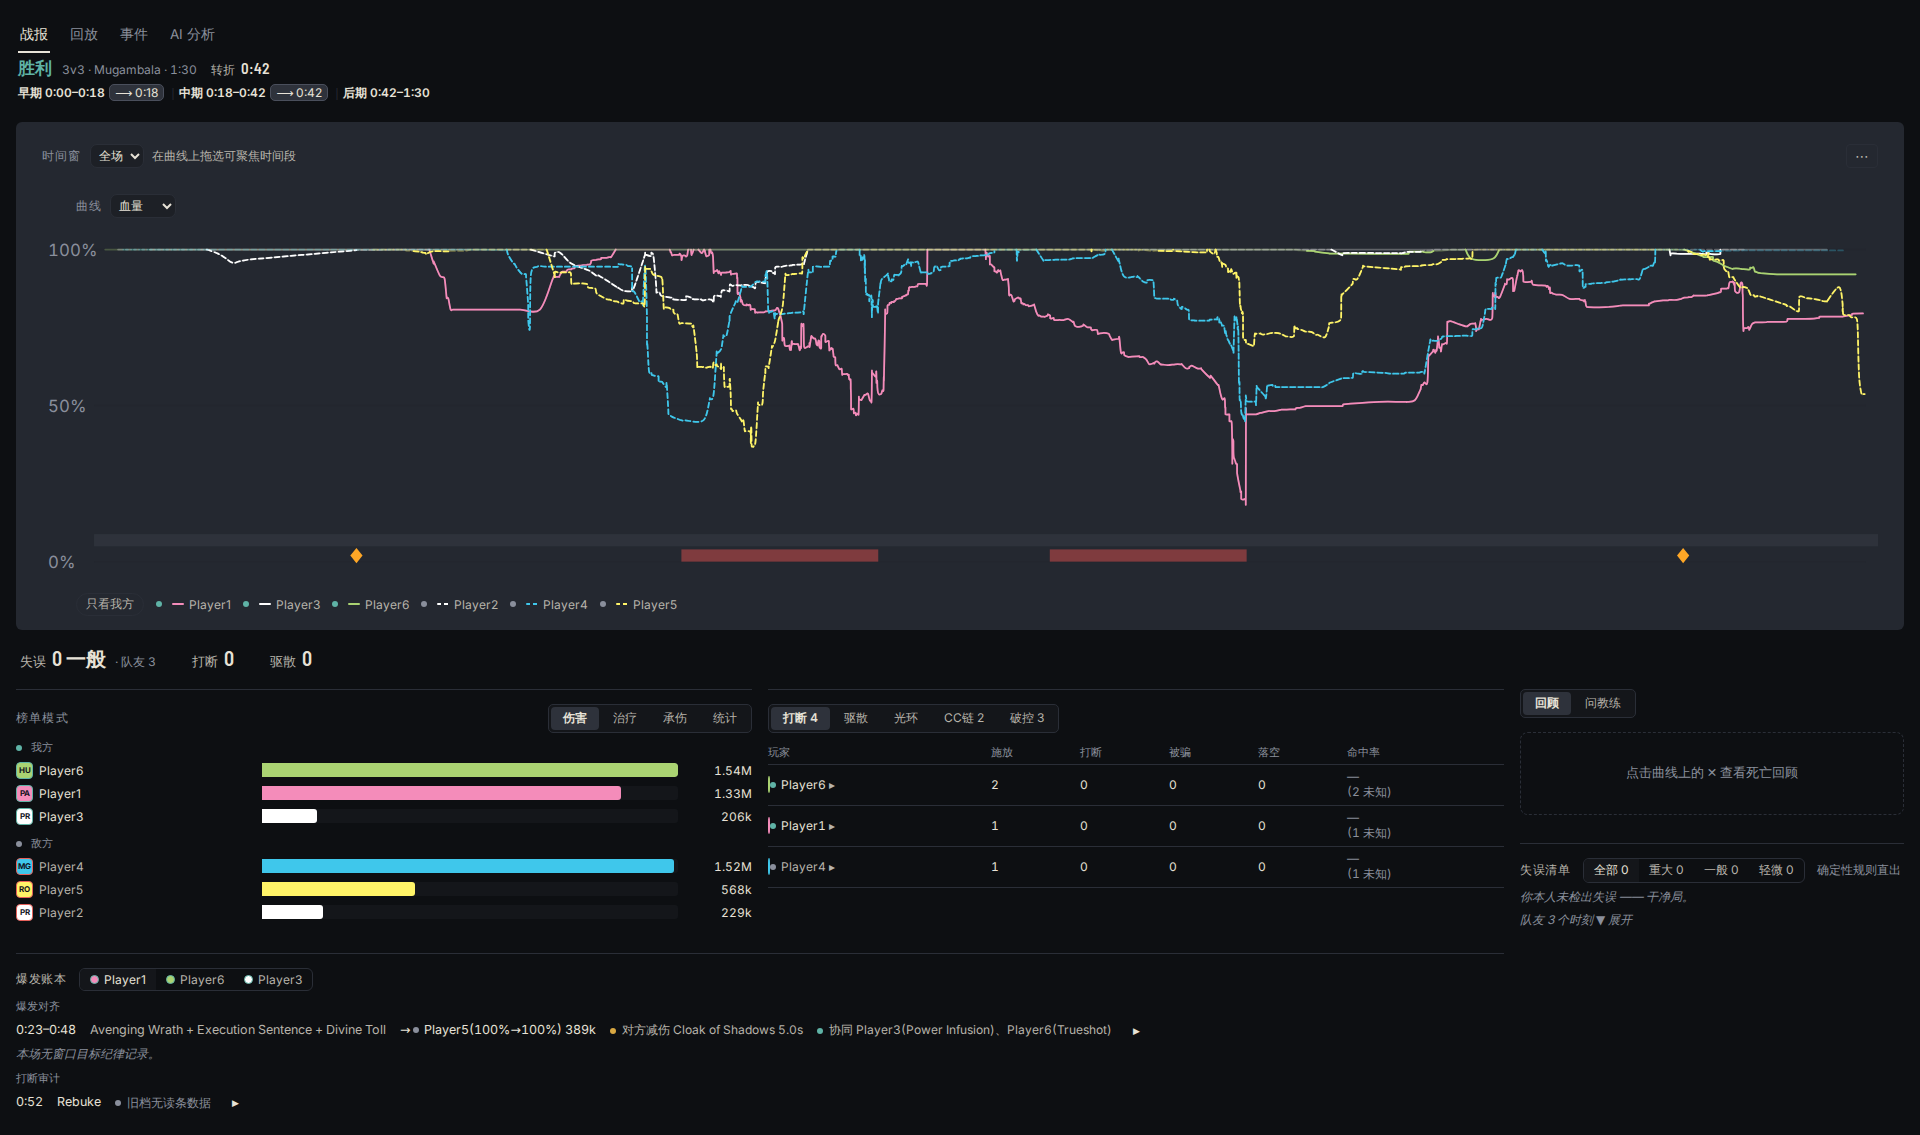 战报 回放 事件 AI 分析
胜利 3v3 · Mugambala · 1:30 转折 0:42
早期 0:00–0:18 ⟶ 0:18 中期 0:18–0:42 ⟶ 0:42 后期 0:42–1:30
时间窗 全场 在曲线上拖选可聚焦时间段 ···
曲线 血量
100%
50%
0%
只看我方 Player1 Player3 Player6 Player2 Player4 Player5
失误 0 一般 · 队友 3 打断 0 驱散 0
榜单模式 伤害 治疗 承伤 统计
我方
HU Player6 1.54M
PA Player1 1.33M
PR Player3 206k
敌方
MG Player4 1.52M
RO Player5 568k
PR Player2 229k
打断 4 驱散 光环 CC链 2 破控 3
玩家 施放 打断 被骗 落空 命中率
Player6 ▸ 2 0 0 0 —
(2 未知)
Player1 ▸ 1 0 0 0 —
(1 未知)
Player4 ▸ 1 0 0 0 —
(1 未知)
回顾 问教练
点击曲线上的 ✕ 查看死亡回顾
失误清单 全部 0 重大 0 一般 0 轻微 0 确定性规则直出
你本人未检出失误 —— 干净局。
队友 3 个时刻 ▼ 展开
爆发账本 Player1 Player6 Player3
爆发对齐
0:23–0:48 Avenging Wrath + Execution Sentence + Divine Toll → Player5(100%→100%) 389k 对方减伤 Cloak of Shadows 5.0s 协同 Player3(Power Infusion)、Player6(Trueshot) ▸
本场无窗口目标纪律记录。
打断审计
0:52 Rebuke 旧档无读条数据 ▸